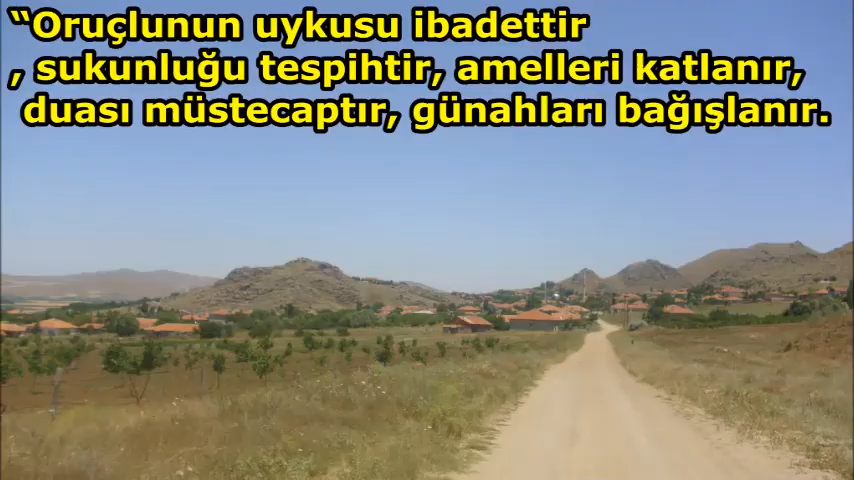 “Oruçlunun uykusu ibadettir
, sukunluğu tespihtir, amelleri katlanır,
duası müstecaptır, günahları bağışlanır.